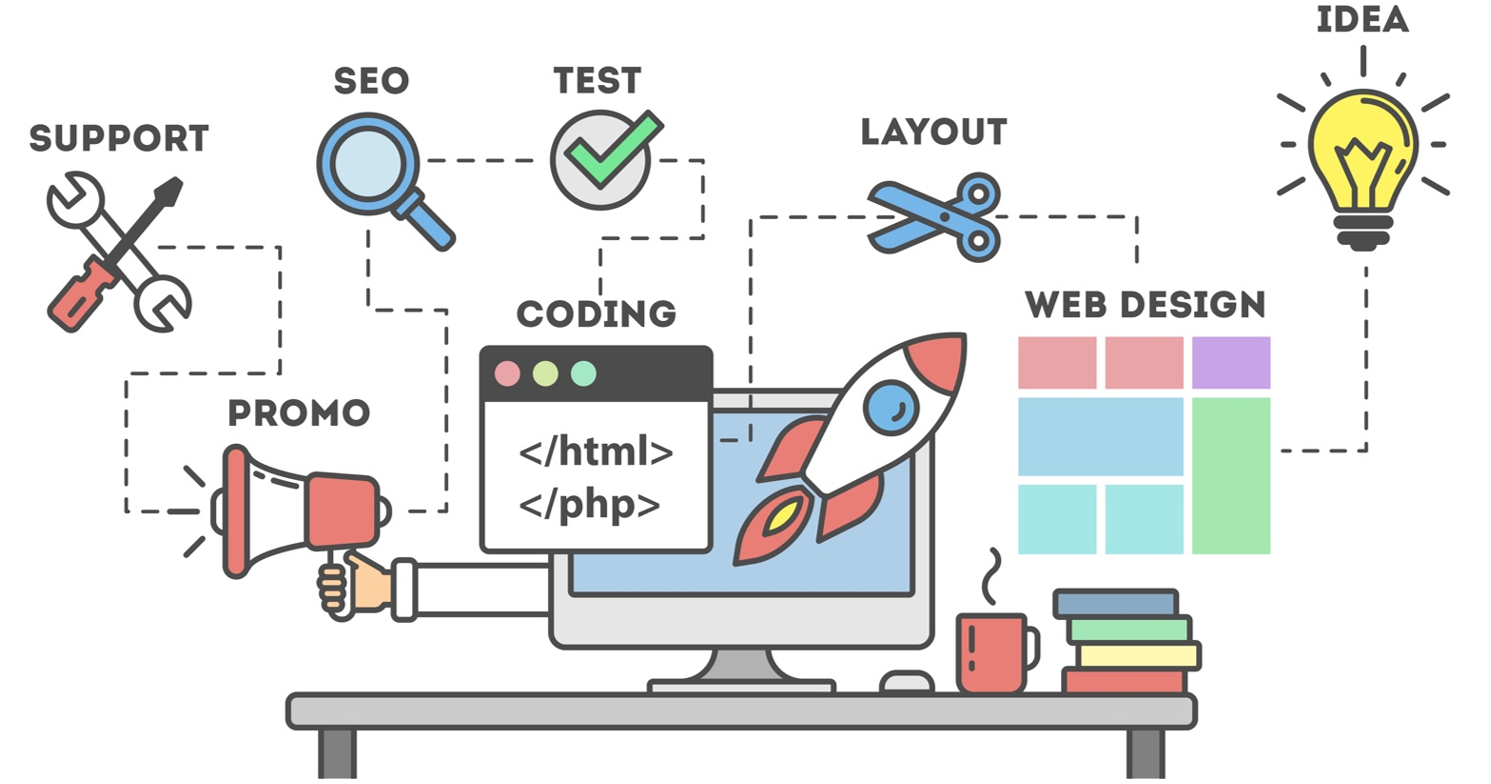 IDEA
SEO
TEST
LAYOUT
SUPPORT
WEB DESIGN
CODING
PROMO
</html>
</php>